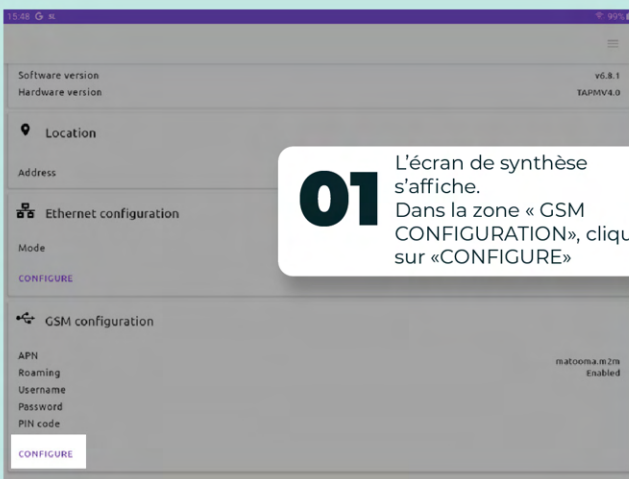 15:48 G
99%
Software version v6.8.1
Hardware version TAPMV4.0
Location
Address
Ethernet configuration
Mode
CONFIGURE
01
L'écran de synthèse
s'affiche.
Dans la zone « GSM
CONFIGURATION», cliqu
sur «CONFIGURE»
GSM configuration
APN matooma.m2m
Roaming Enabled
Username
Password
PIN code
CONFIGURE